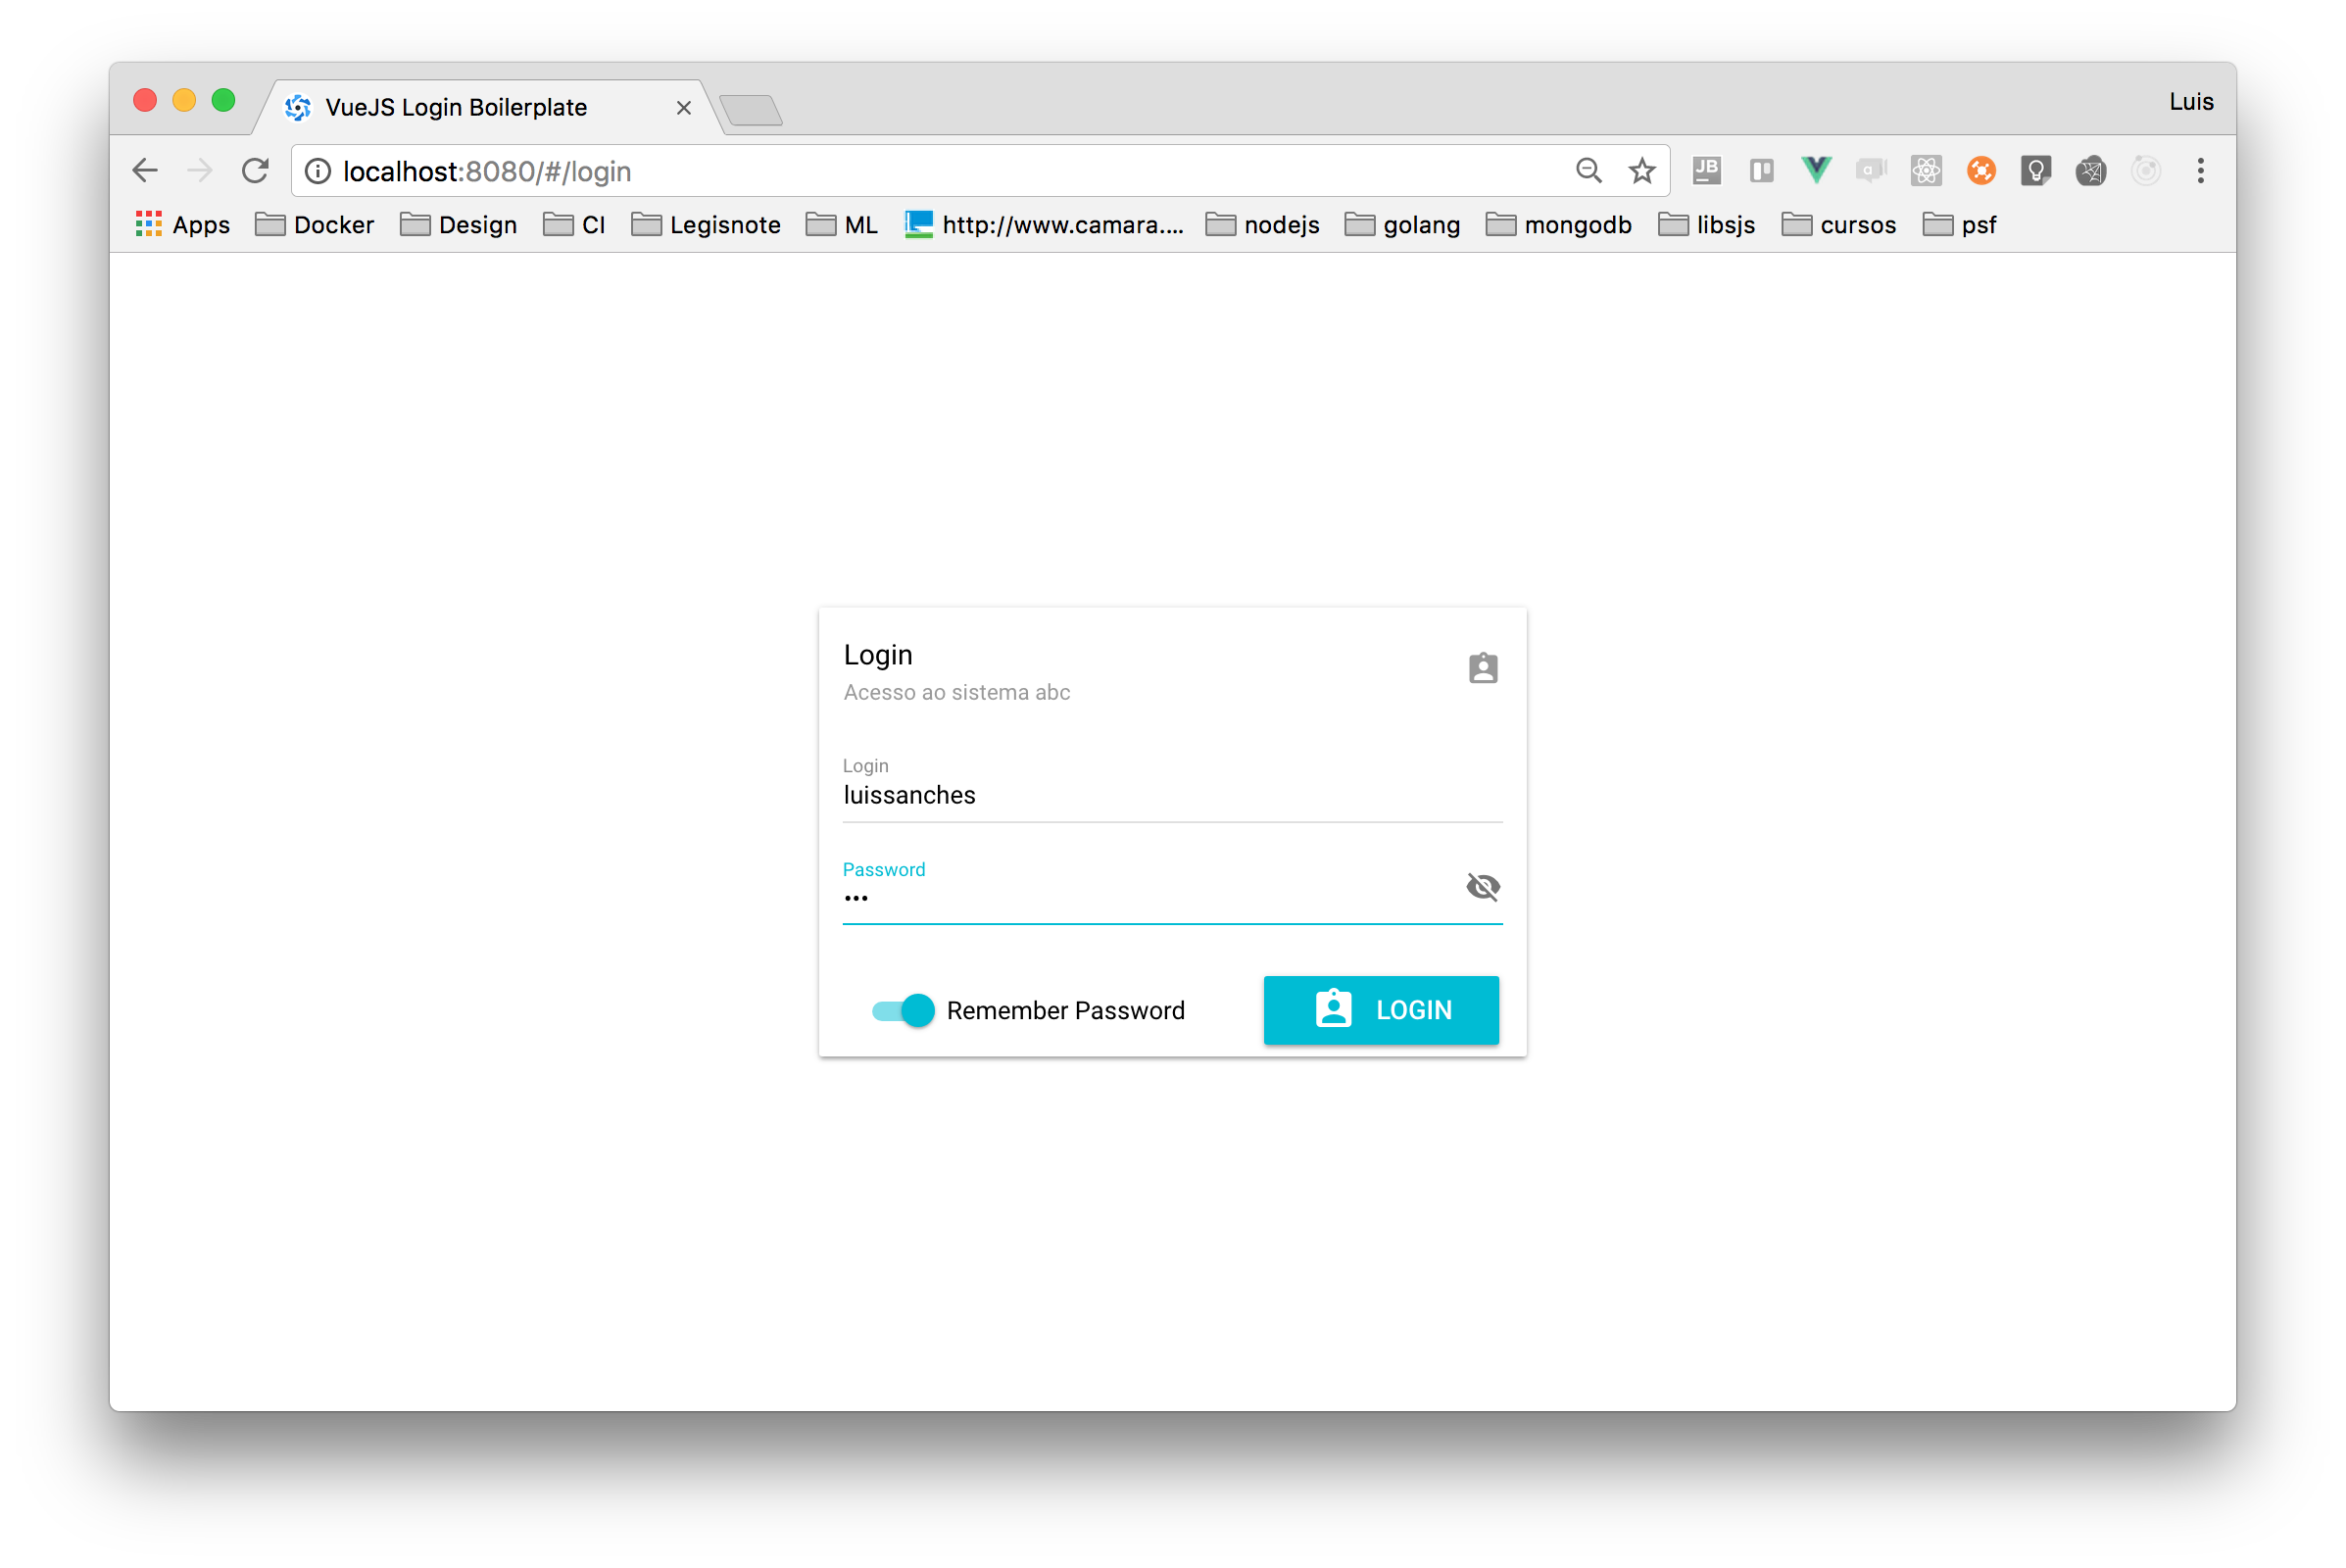 VueJS Login Boilerplate
Luis
localhost:8080/#/login
JB
a
Apps Docker Design CI Legisnote ML http://www.camara.... nodejs golang mongodb libsjs cursos psf
Login
Acesso ao sistema abc
Login
luissanches
Password
•••
Remember Password LOGIN